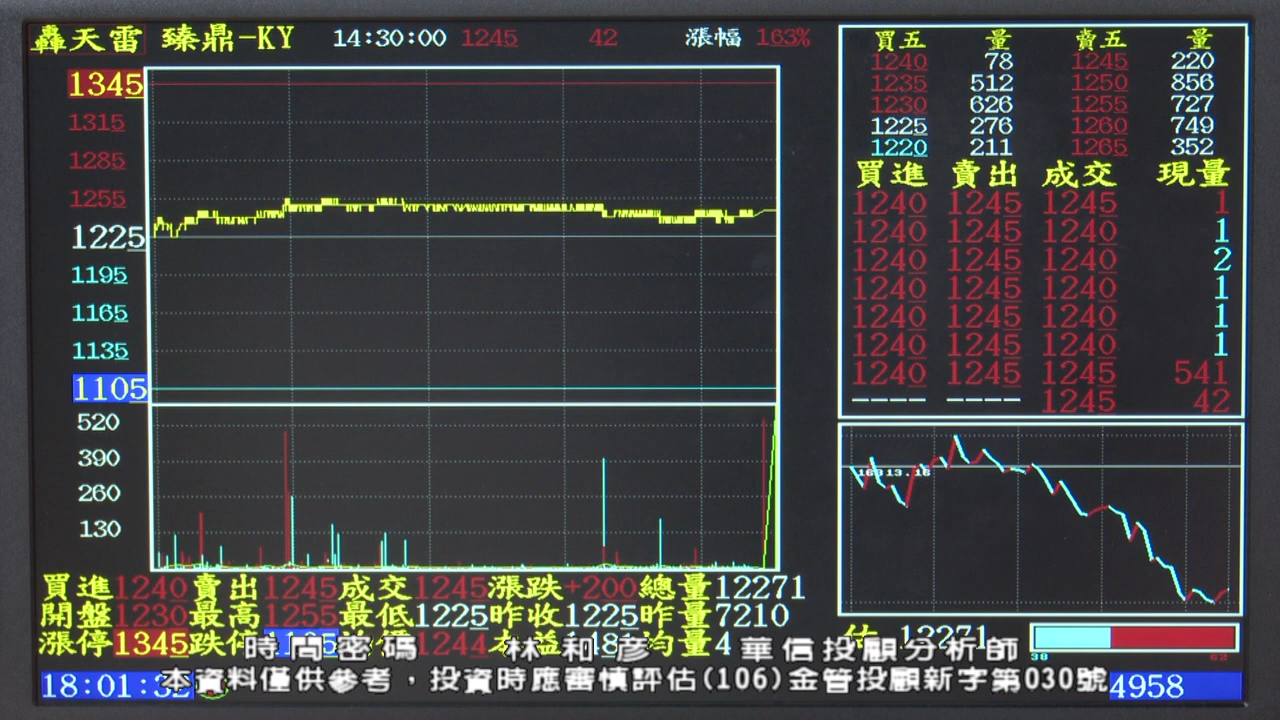 轟天雷 臻鼎-KY 14:30:00 1245 42 漲幅 163%
1345
1315
1285
1255
1225
1195
1165
1135
1105
520
390
260
130
買五 量 賣五 量
1240 78 1245 220
1235 512 1250 856
1230 626 1255 727
1225 276 1260 749
1220 211 1265 352
買進 賣出 成交 現量
1240 1245 1245 1
1240 1245 1240 1
1240 1245 1240 2
1240 1245 1240 1
1240 1245 1240 1
1240 1245 1240 1
1240 1245 1245 541
---- ---- 1245 42
買進1240賣出1245成交1245漲跌+200總量12271
開盤1230最高1255最低1225昨收1225昨量7210
漲停1345跌 1244 益 均量4 12271
38 62
時間密碼 林和彥 華信投顧分析師
18:01:3
本資料僅供參考，投資時應審慎評估(106)金管投顧新字第030號
4958